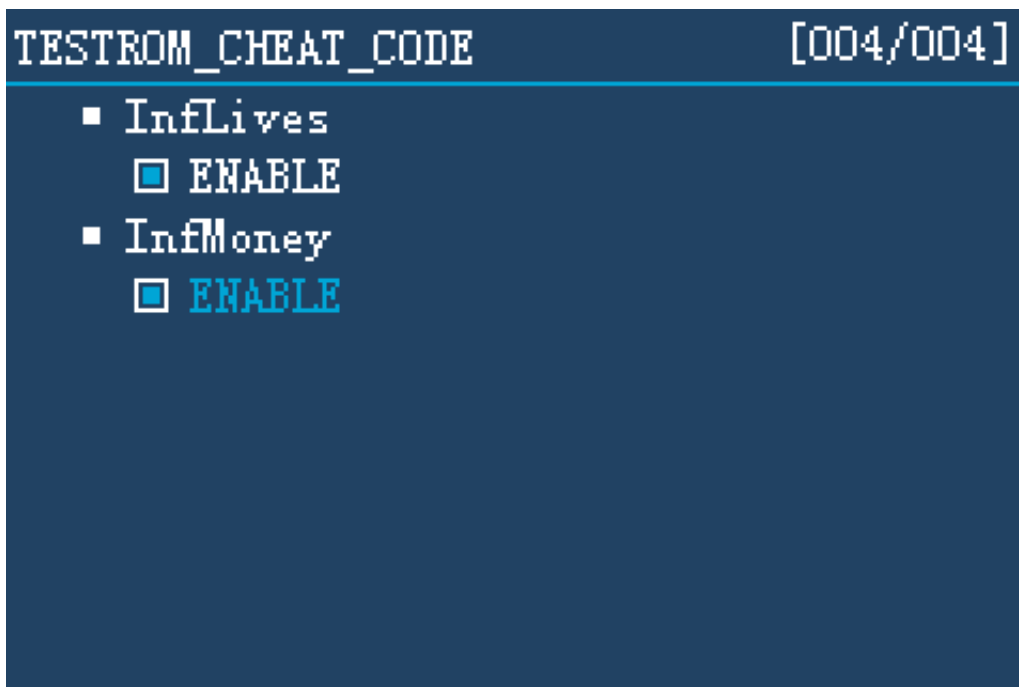 TESTROM_CHEAT_CODE [004/004]
InfLives
ENABLE
InfMoney
ENABLE